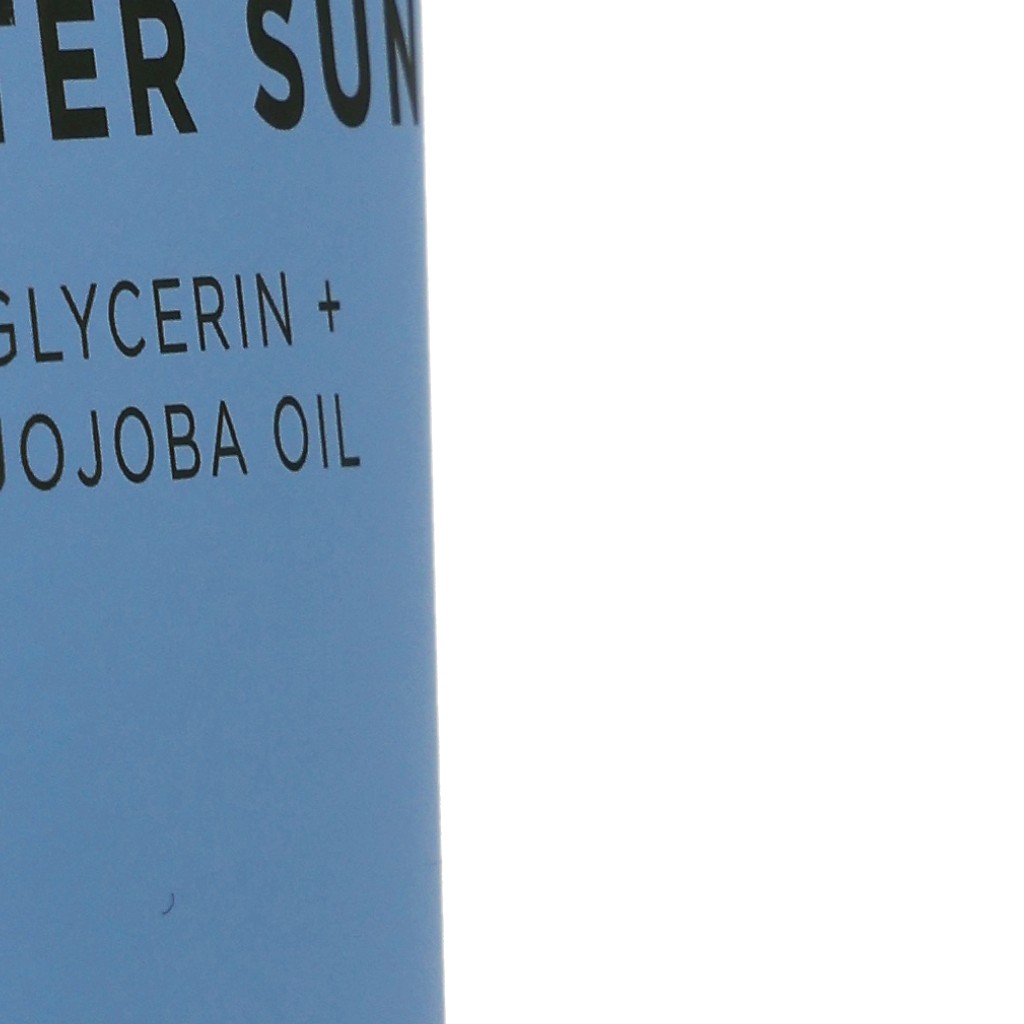 TER SUN
GLYCERIN +
JOJOBA OIL